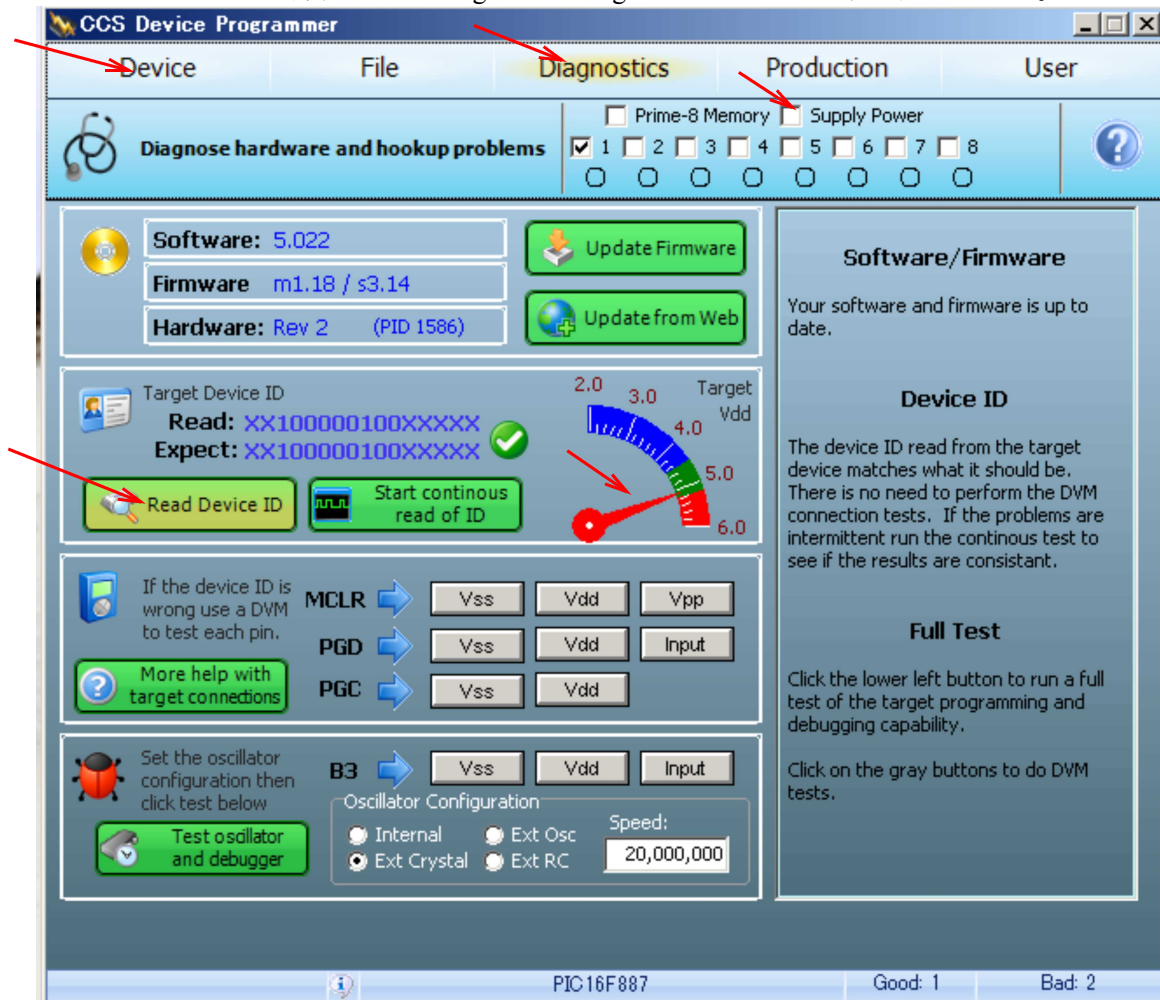 CCS Device Programmer
Device File Diagnostics Production User
Prime-8 Memory Supply Power
Diagnose hardware and hookup problems
1 2 3 4 5 6 7 8
Software: 5.022
Update Firmware
Firmware m1.18 / s3.14
Hardware: Rev 2 (PID 1586)
Update from Web
Target Device ID
Read: XX100000100XXXXX
Expect: XX100000100XXXXX
Read Device ID
Start continous
read of ID
2.0
3.0
4.0
5.0
6.0
Target
Vdd
If the device ID is
wrong use a DVM
to test each pin.
More help with
target connections
MCLR Vss Vdd Vpp
PGD Vss Vdd Input
PGC Vss Vdd
Set the oscillator
configuration then
click test below
Test oscillator
and debugger
B3 Vss Vdd Input
Oscillator Configuration
Internal Ext Osc
Ext Crystal Ext RC
Speed:
20,000,000
Software/Firmware
Your software and firmware is up to
date.
Device ID
The device ID read from the target
device matches what it should be.
There is no need to perform the DVM
connection tests. If the problems are
intermittent run the continous test to
see if the results are consistant.
Full Test
Click the lower left button to run a full
test of the target programming and
debugging capability.
Click on the gray buttons to do DVM
tests.
PIC16F887 Good: 1 Bad: 2